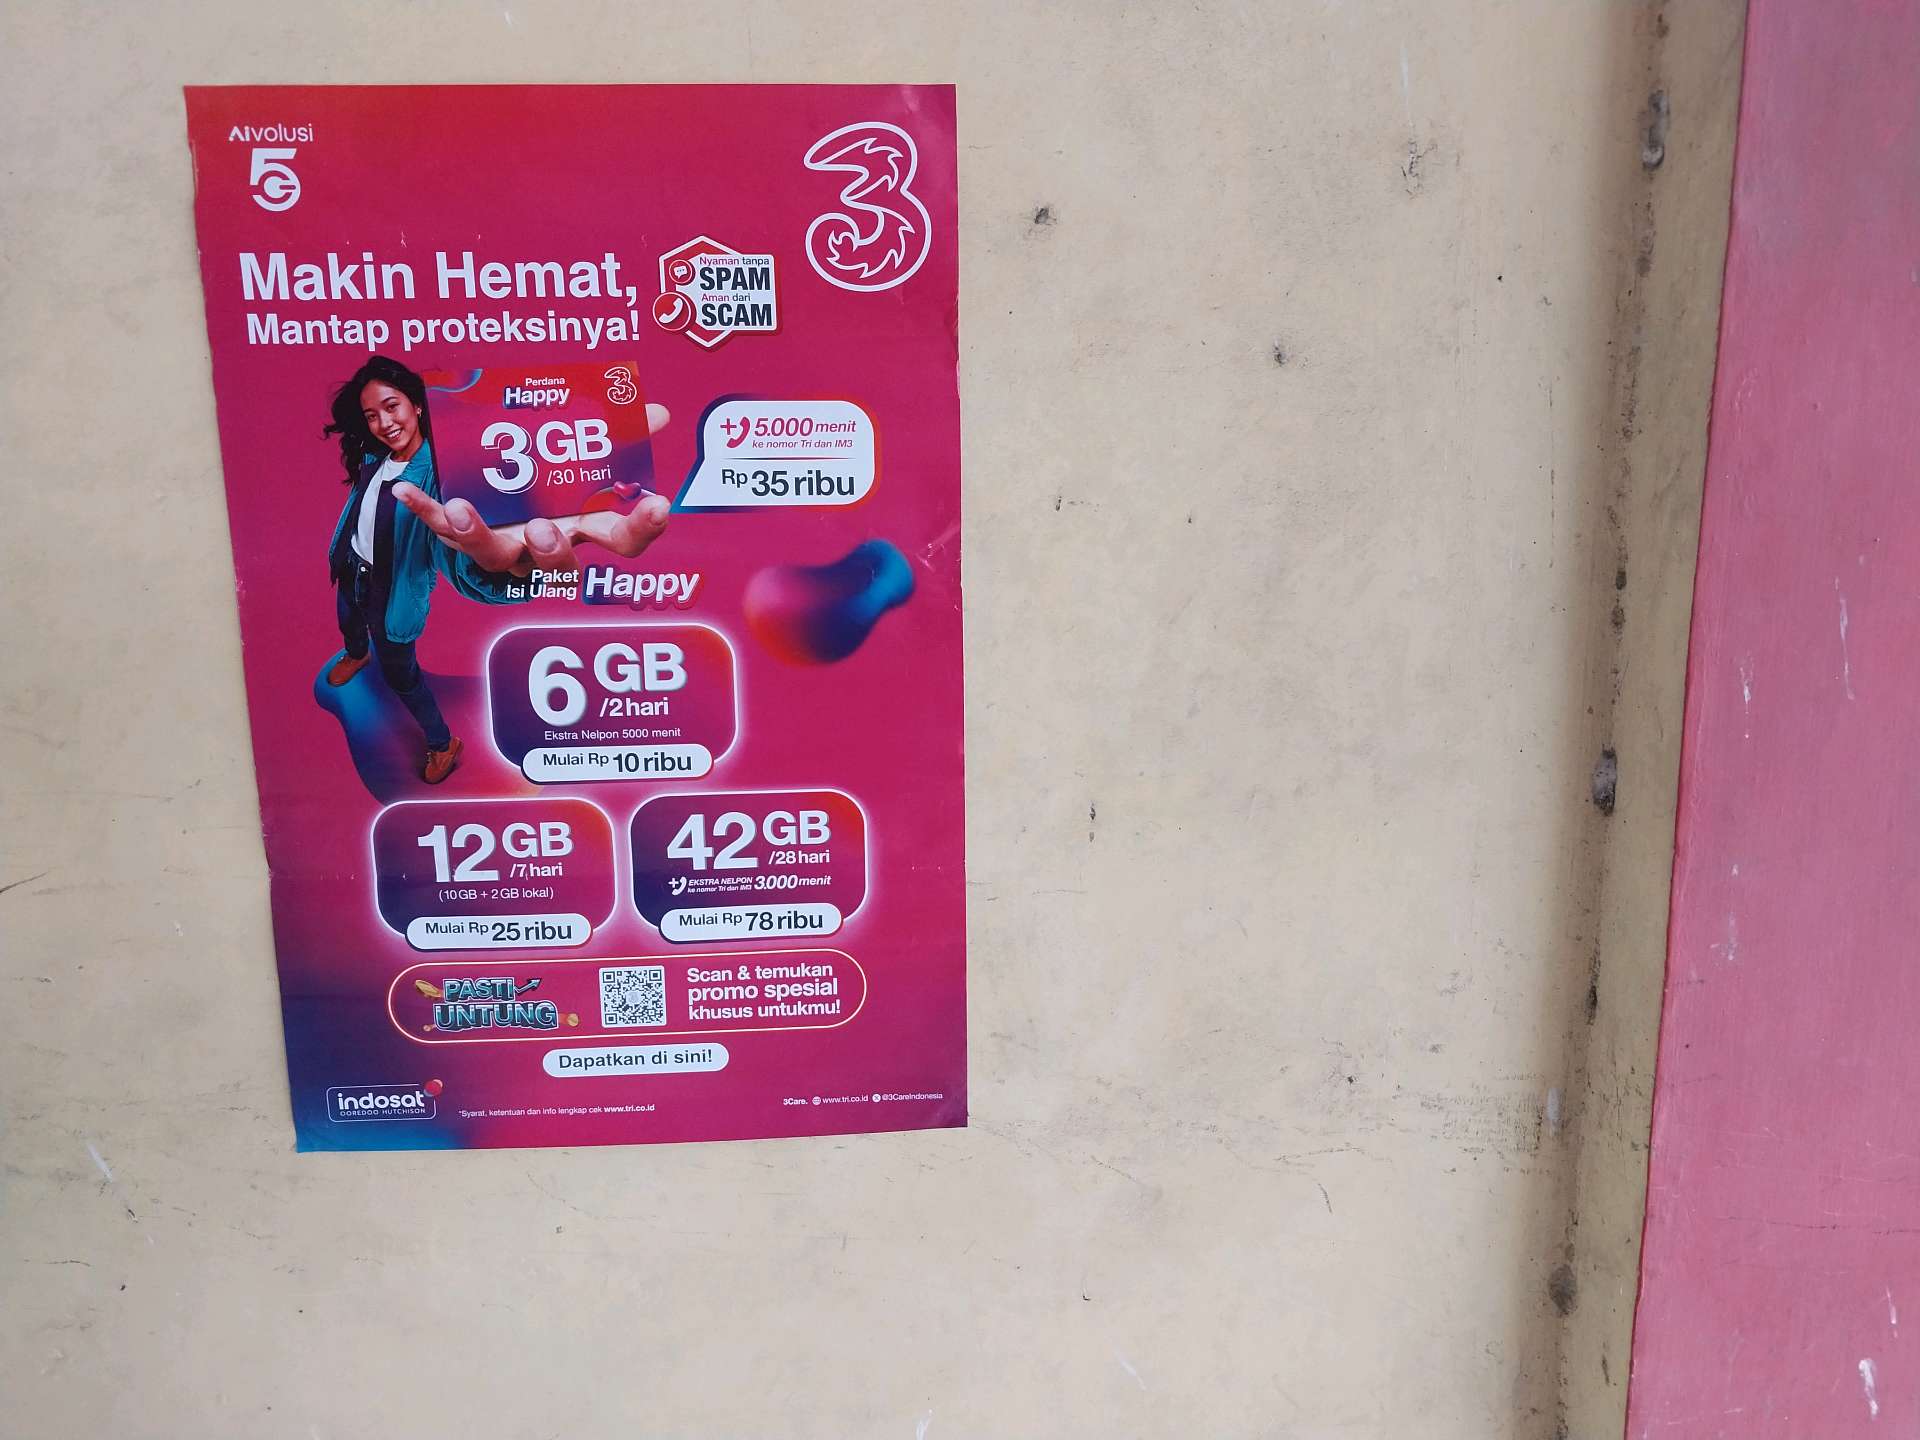 AIvolusi
5G
3
Makin Hemat,
Mantap proteksinya!
Nyaman tanpa
SPAM
Aman dari
SCAM
Perdana
Happy
3
3GB
/30 hari
+5.000 menit
ke nomor Tri dan IM3
Rp 35 ribu
Paket
Isi Ulang Happy
6 GB
/2 hari
Ekstra Nelpon 5000 menit
Mulai Rp 10 ribu
12 GB
/7 hari
(10GB + 2GB lokal)
Mulai Rp 25 ribu
42 GB
/28 hari
+ EKSTRA NELPON 3.000 menit
ke nomor Tri dan IM3
Mulai Rp 78 ribu
PASTI
UNTUNG
Scan & temukan
promo spesial
khusus untukmu!
Dapatkan di sini!
indosat
OOREDOO HUTCHISON
*Syarat, ketentuan dan info lengkap cek www.tri.co.id
3Care. www.tri.co.id @3CareIndonesia